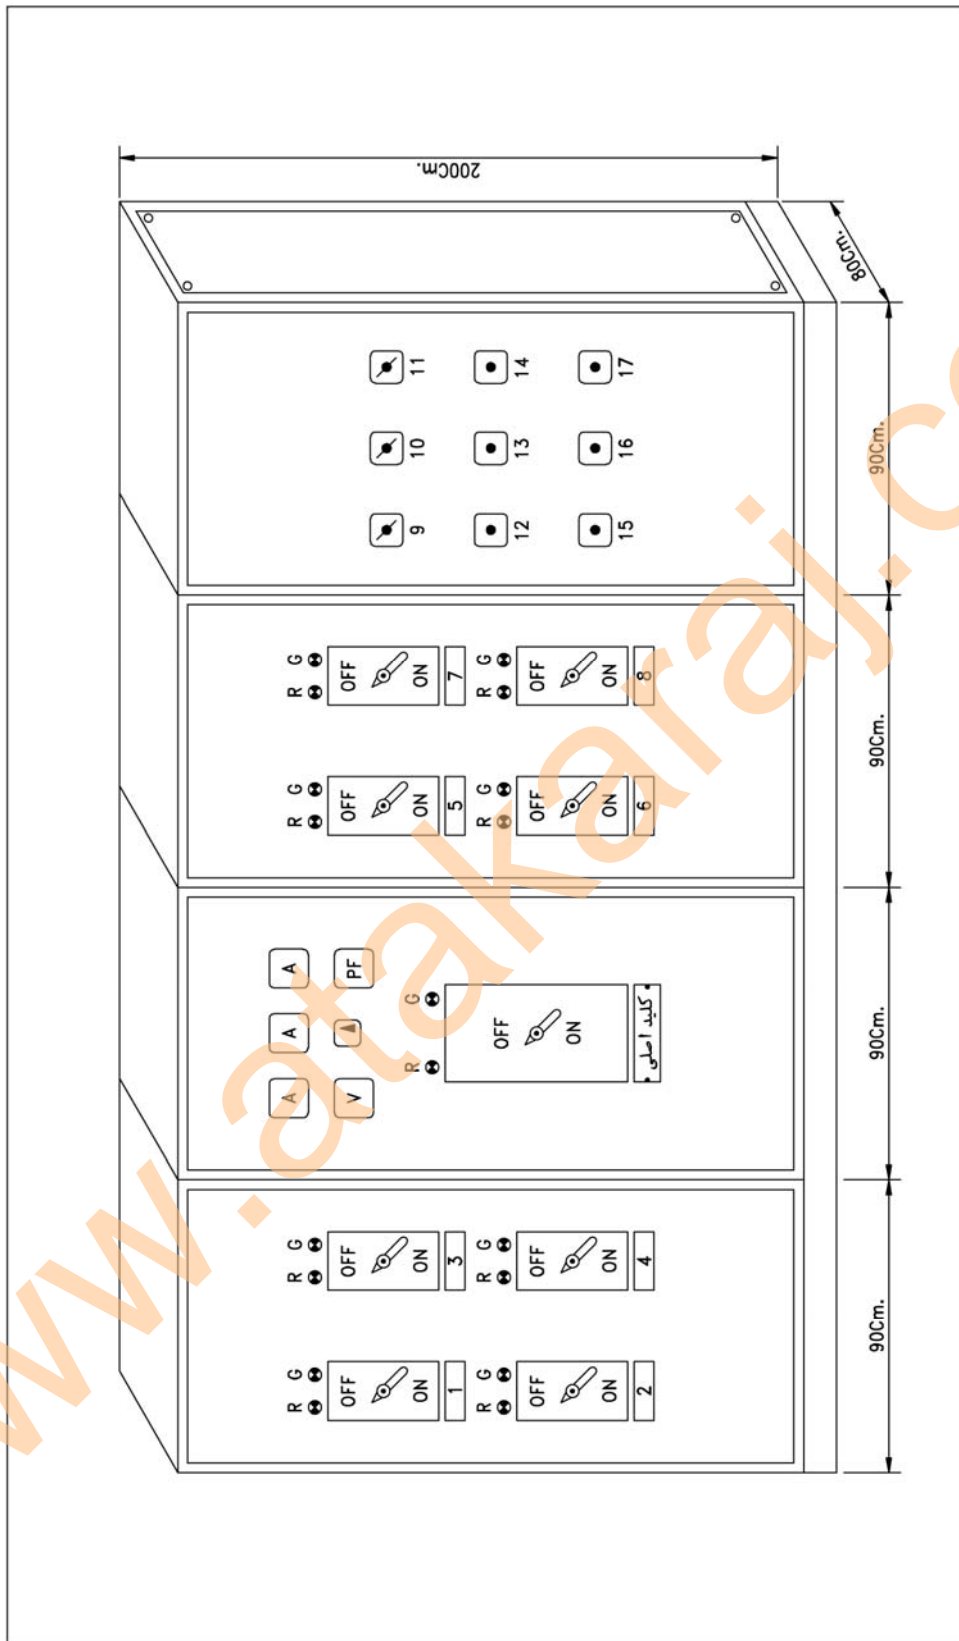 200Cm.
80Cm.
A A A
V PF
R G
OFF
ON
• کلید اصلی •
R G
OFF
ON
1
R G
OFF
ON
3
R G
OFF
ON
2
R G
OFF
ON
4
R G
OFF
ON
5
R G
OFF
ON
7
R G
OFF
ON
6
R G
OFF
ON
8
9 10 11
12 13 14
15 16 17
90Cm. 90Cm. 90Cm. 90Cm.
w.atakaraj.c